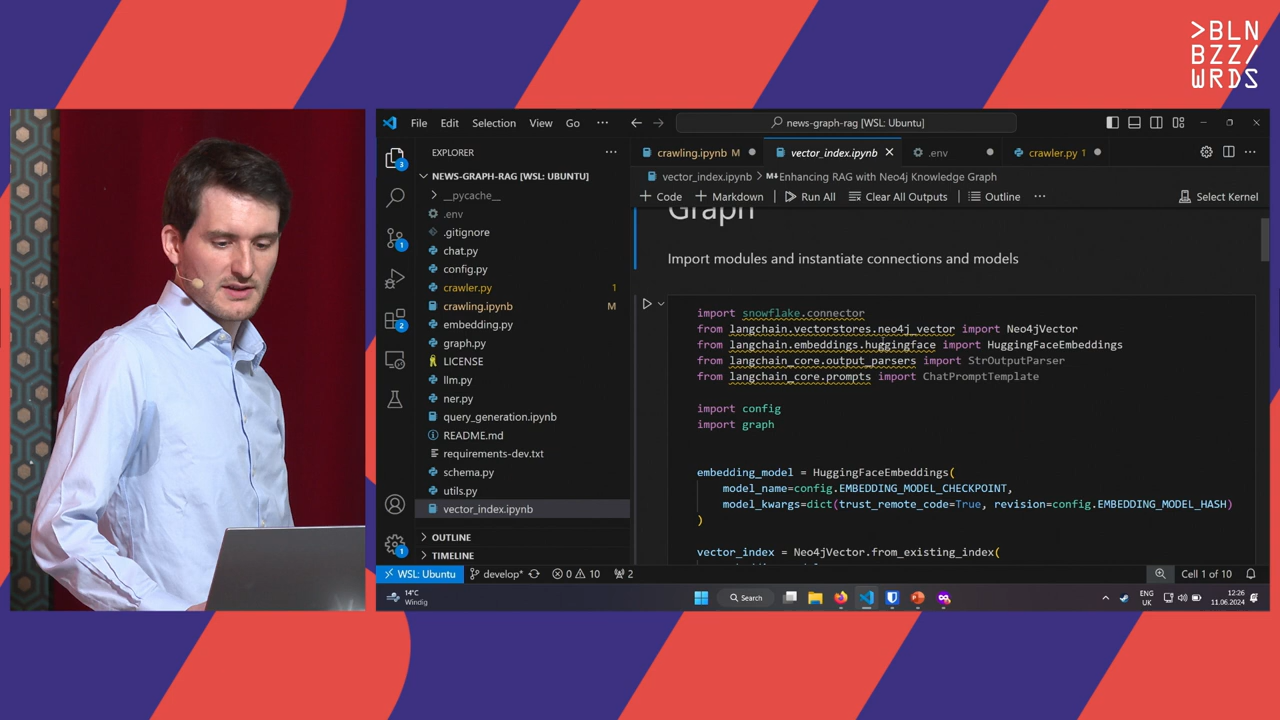 >BLN
BZZ/
WRDS
File Edit Selection View Go ··· news-graph-rag [WSL: Ubuntu]
EXPLORER ···
NEWS-GRAPH-RAG [WSL: UBUNTU]
__pycache__
.env
.gitignore
chat.py
config.py
crawler.py 1
crawling.ipynb M
embedding.py
graph.py
LICENSE
llm.py
ner.py
query_generation.ipynb
README.md
requirements-dev.txt
schema.py
utils.py
vector_index.ipynb
OUTLINE
TIMELINE
3
1
2
1
crawling.ipynb M vector_index.ipynb .env crawler.py 1
vector_index.ipynb > M Enhancing RAG with Neo4j Knowledge Graph
+ Code + Markdown Run All Clear All Outputs Outline ··· Select Kernel
Graph
Import modules and instantiate connections and models
import snowflake.connector
from langchain.vectorstores.neo4j_vector import Neo4jVector
from langchain.embeddings.huggingface import HuggingFaceEmbeddings
from langchain_core.output_parsers import StrOutputParser
from langchain_core.prompts import ChatPromptTemplate
import config
import graph
embedding_model = HuggingFaceEmbeddings(
model_name=config.EMBEDDING_MODEL_CHECKPOINT,
model_kwargs=dict(trust_remote_code=True, revision=config.EMBEDDING_MODEL_HASH)
)
vector_index = Neo4jVector.from_existing_index(
WSL: Ubuntu develop* 0 10 2 Cell 1 of 10
14°C
Windig
Search
ENG
UK
12:26
11.06.2024